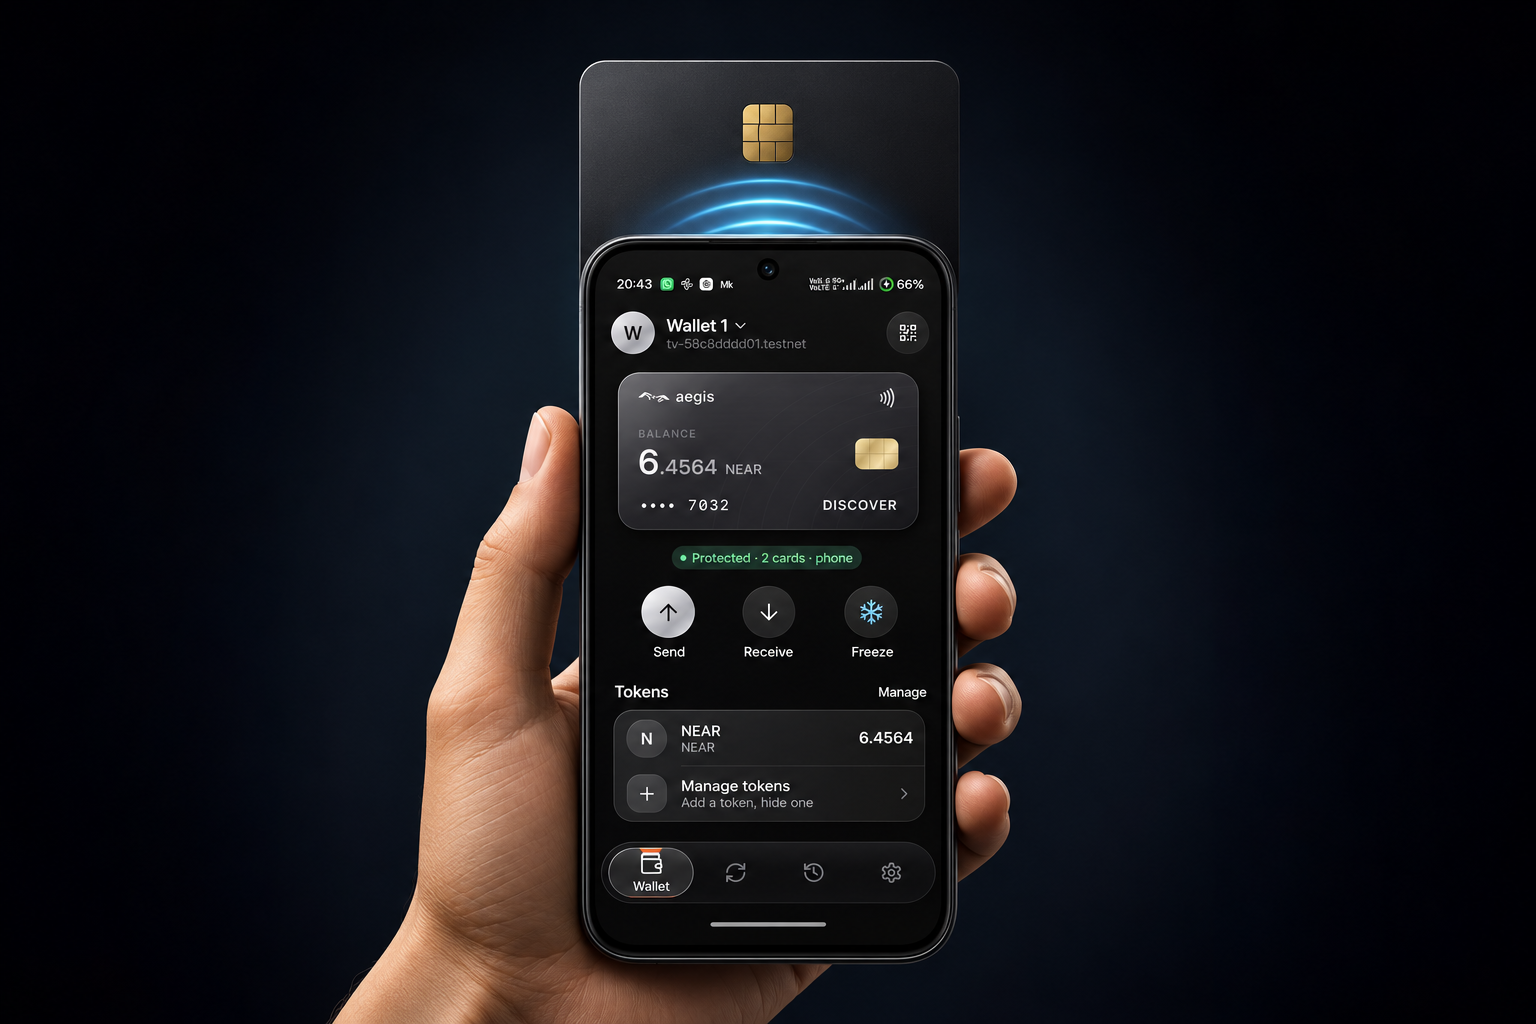 20:43 Mk 66%
W Wallet 1
tv-58c8dddd01.testnet
aegis
BALANCE
6.4564 NEAR
•••• 7032 DISCOVER
Protected · 2 cards · phone
Send Receive Freeze
Tokens Manage
N NEAR 6.4564
NEAR
Manage tokens
Add a token, hide one
Wallet